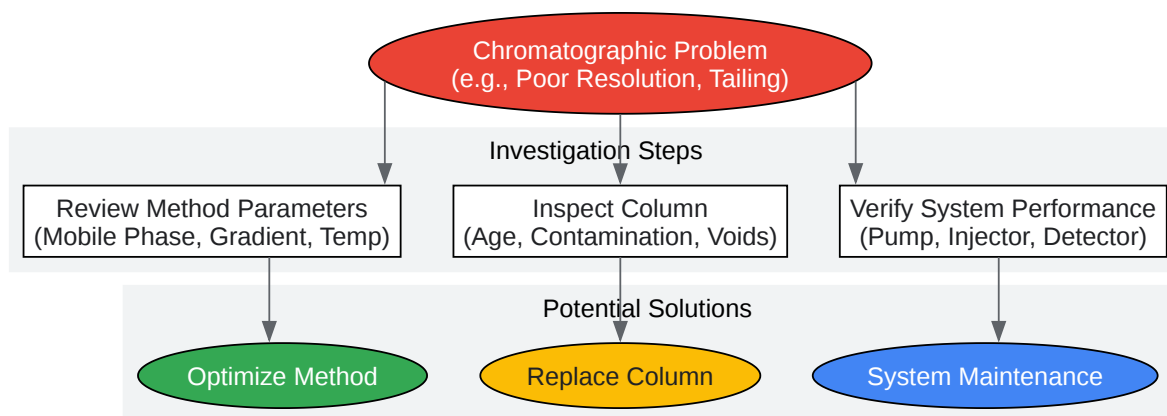 Chromatographic Problem
(e.g., Poor Resolution, Tailing)
Investigation Steps
Review Method Parameters
(Mobile Phase, Gradient, Temp)
Inspect Column
(Age, Contamination, Voids)
Verify System Performance
(Pump, Injector, Detector)
Potential Solutions
Optimize Method
Replace Column
System Maintenance